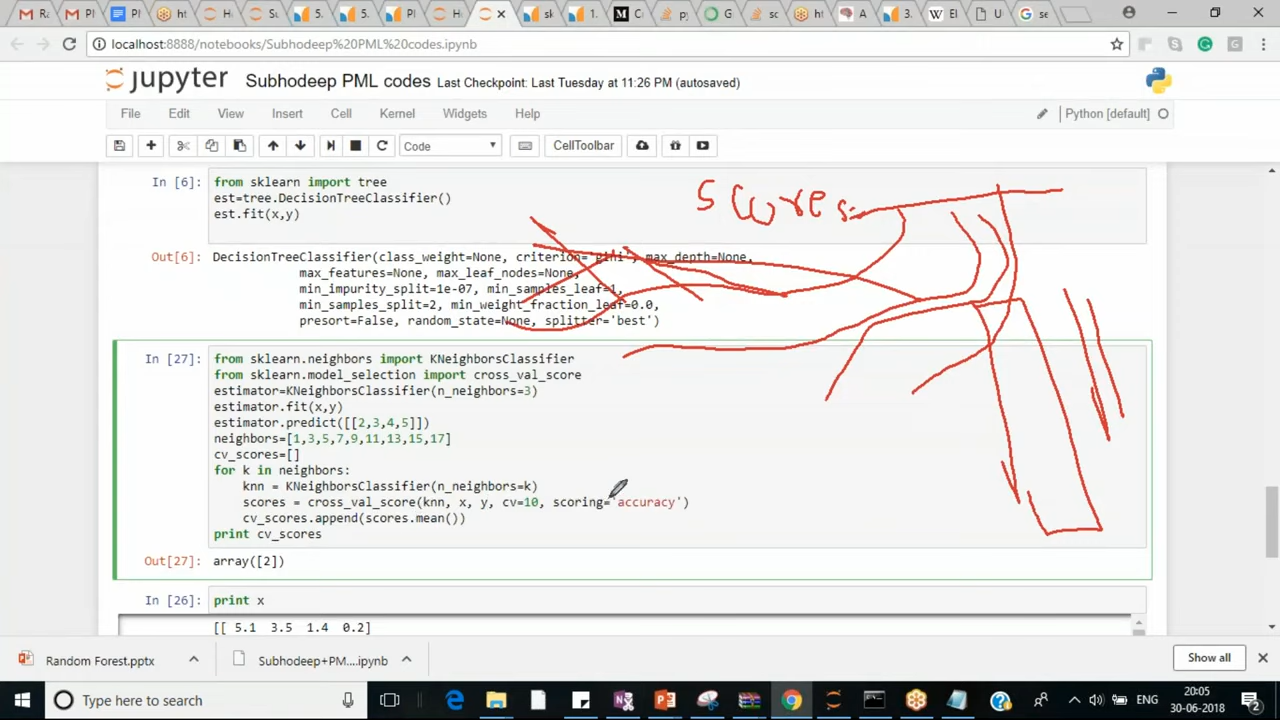 localhost:8888/notebooks/Subhodeep%20PML%20codes.ipynb
jupyter Subhodeep PML codes Last Checkpoint: Last Tuesday at 11:26 PM (autosaved)
File Edit View Insert Cell Kernel Widgets Help Python [default]
Code CellToolbar
In [6]: from sklearn import tree
est=tree.DecisionTreeClassifier()
est.fit(x,y)
scores
Out[6]: DecisionTreeClassifier(class_weight=None, criterion='gini', max_depth=None,
max_features=None, max_leaf_nodes=None,
min_impurity_split=1e-07, min_samples_leaf=1,
min_samples_split=2, min_weight_fraction_leaf=0.0,
presort=False, random_state=None, splitter='best')
In [27]: from sklearn.neighbors import KNeighborsClassifier
from sklearn.model_selection import cross_val_score
estimator=KNeighborsClassifier(n_neighbors=3)
estimator.fit(x,y)
estimator.predict([[2,3,4,5]])
neighbors=[1,3,5,7,9,11,13,15,17]
cv_scores=[]
for k in neighbors:
knn = KNeighborsClassifier(n_neighbors=k)
scores = cross_val_score(knn, x, y, cv=10, scoring='accuracy')
cv_scores.append(scores.mean())
print cv_scores
Out[27]: array([2])
In [26]: print x
[[ 5.1 3.5 1.4 0.2]
Random Forest.pptx Subhodeep+PM....ipynb Show all
Type here to search ENG 20:05
30-06-2018